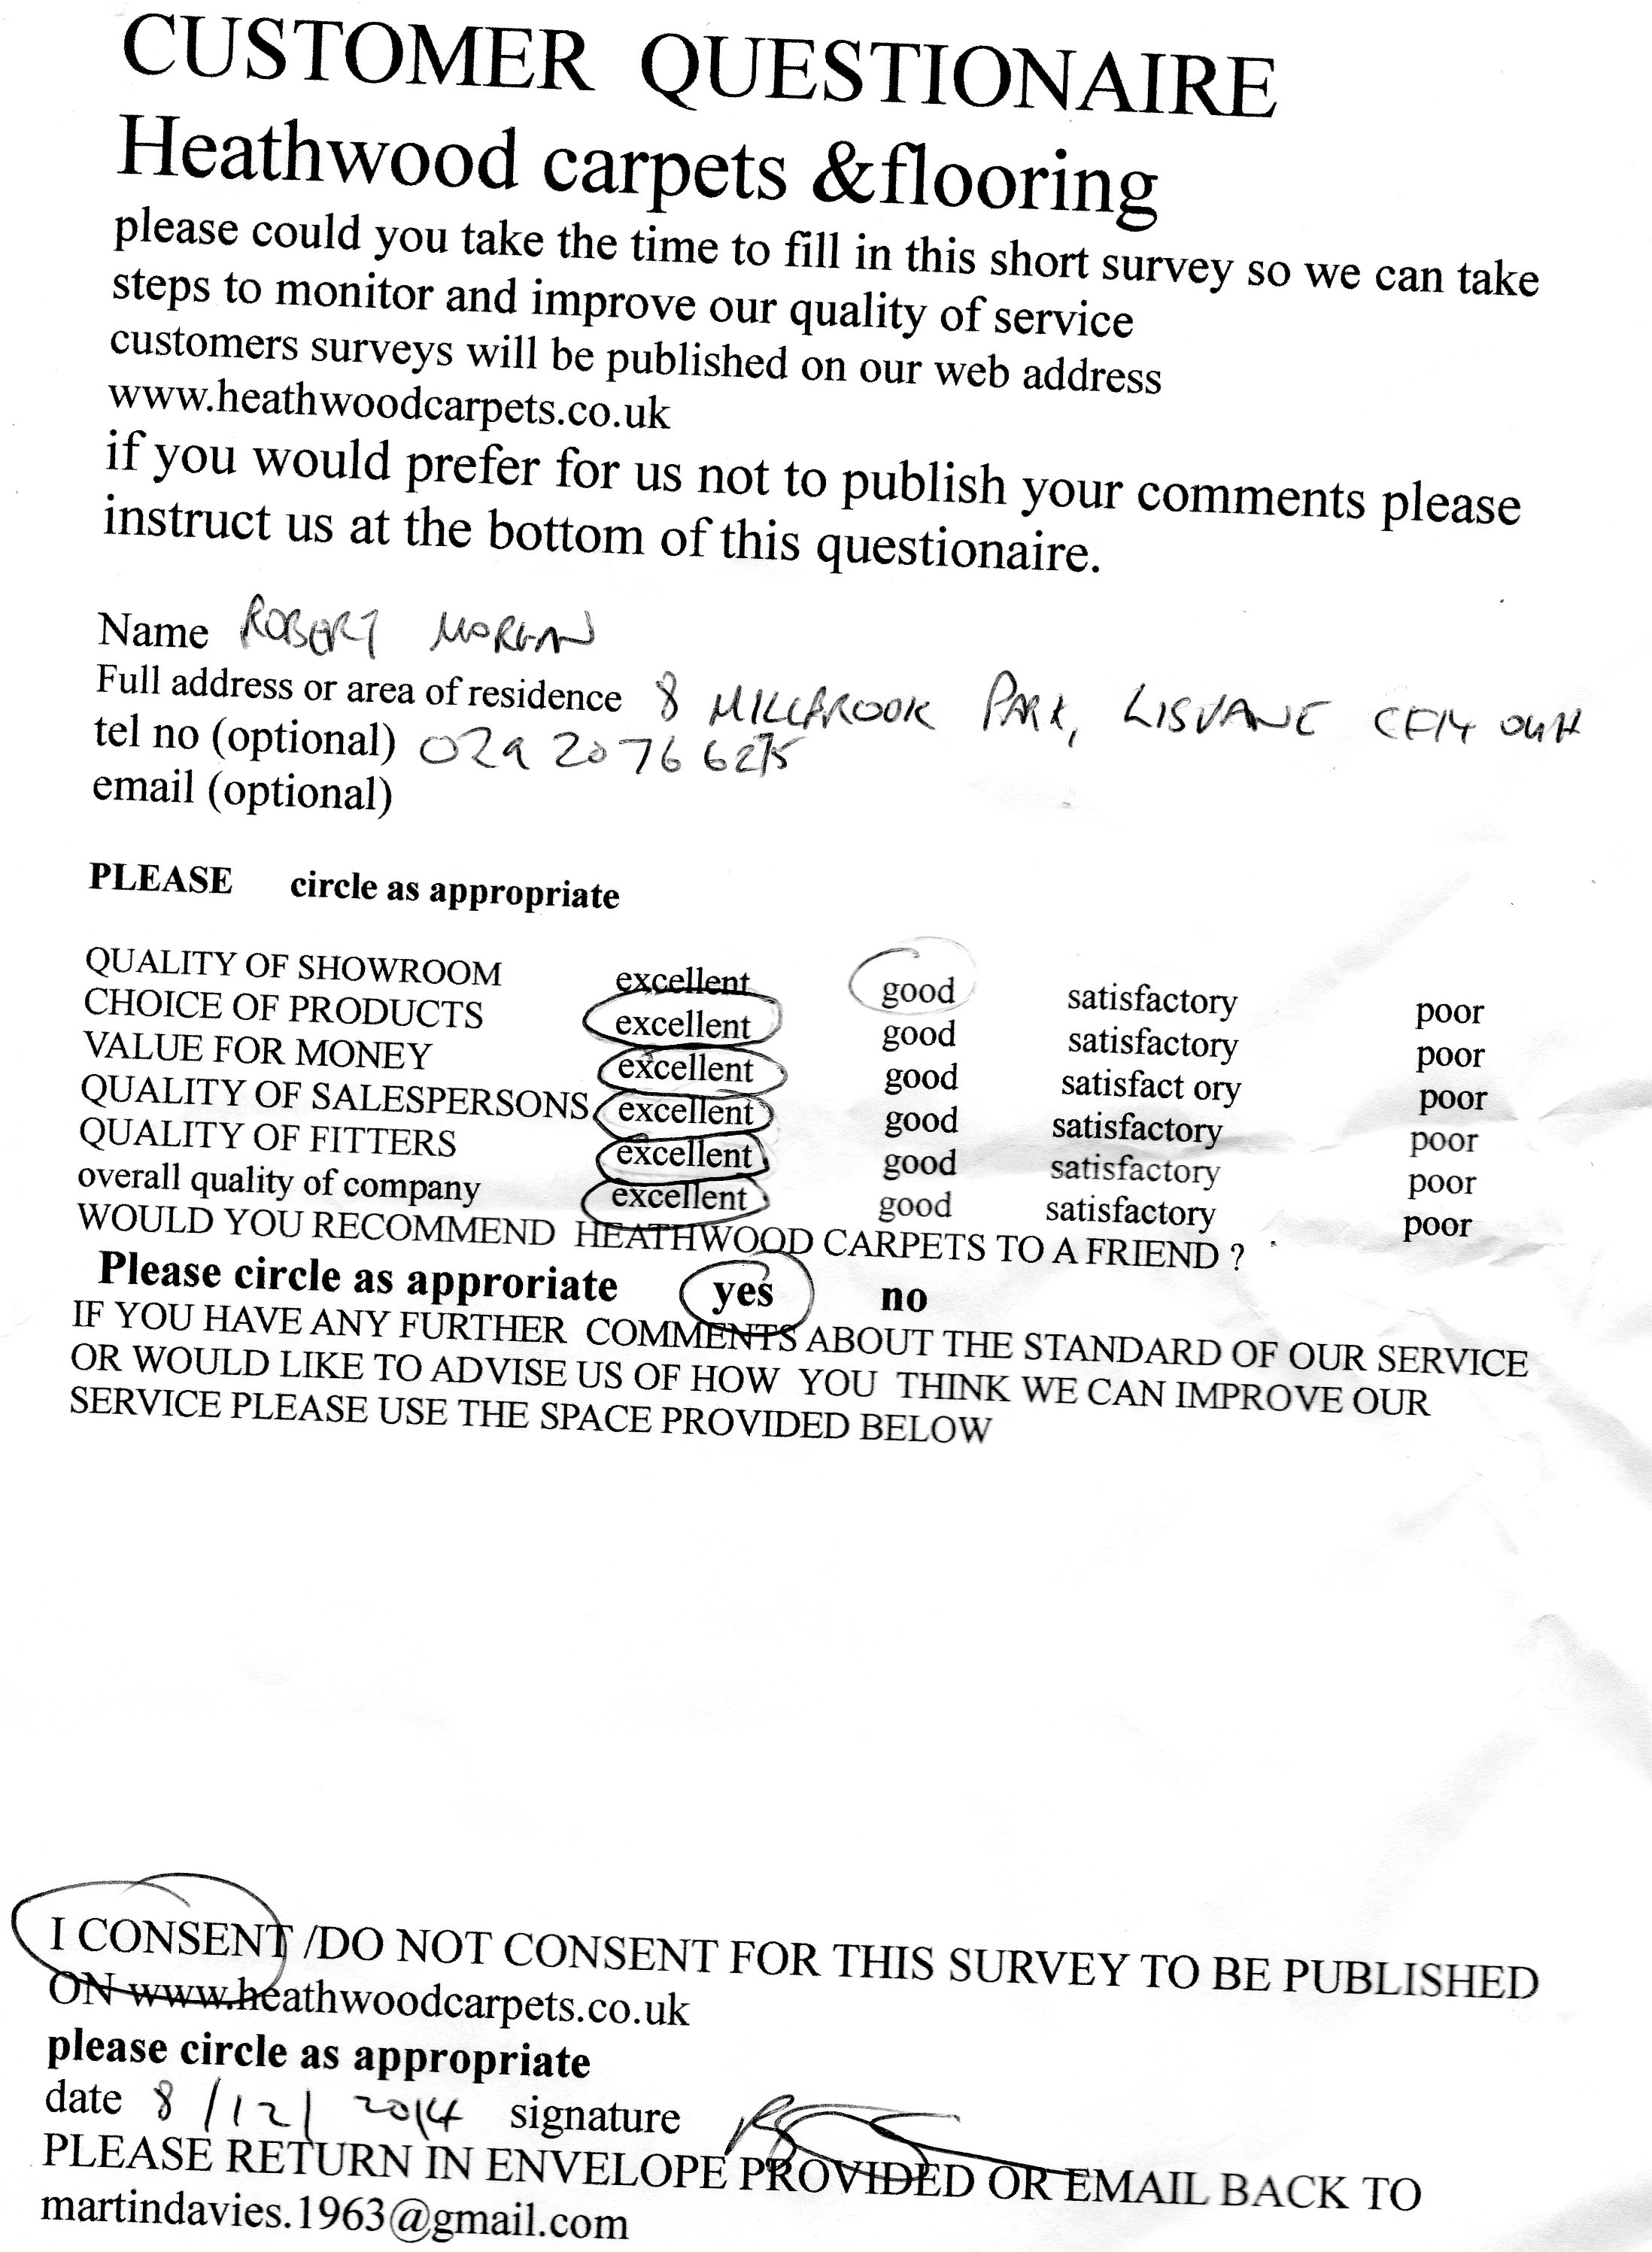 CUSTOMER QUESTIONAIRE
Heathwood carpets &flooring
please could you take the time to fill in this short survey so we can take
steps to monitor and improve our quality of service
customers surveys will be published on our web address
www.heathwoodcarpets.co.uk
if you would prefer for us not to publish your comments please
instruct us at the bottom of this questionaire.
Name ROBERT MORGAN
Full address or area of residence 8 MILLBROOK PARK, LISVANE CF14 0UH
tel no (optional) 029 20 76 6275
email (optional)
PLEASE circle as appropriate
QUALITY OF SHOWROOM excellent good satisfactory poor
CHOICE OF PRODUCTS excellent good satisfactory poor
VALUE FOR MONEY excellent good satisfact ory poor
QUALITY OF SALESPERSONS excellent good satisfactory poor
QUALITY OF FITTERS excellent good satisfactory poor
overall quality of company excellent good satisfactory poor
WOULD YOU RECOMMEND HEATHWOOD CARPETS TO A FRIEND ?
Please circle as approriate yes no
IF YOU HAVE ANY FURTHER COMMENTS ABOUT THE STANDARD OF OUR SERVICE
OR WOULD LIKE TO ADVISE US OF HOW YOU THINK WE CAN IMPROVE OUR
SERVICE PLEASE USE THE SPACE PROVIDED BELOW
I CONSENT /DO NOT CONSENT FOR THIS SURVEY TO BE PUBLISHED
ON www.heathwoodcarpets.co.uk
please circle as appropriate
date 8/12/2014 signature
PLEASE RETURN IN ENVELOPE PROVIDED OR EMAIL BACK TO
martindavies.1963@gmail.com